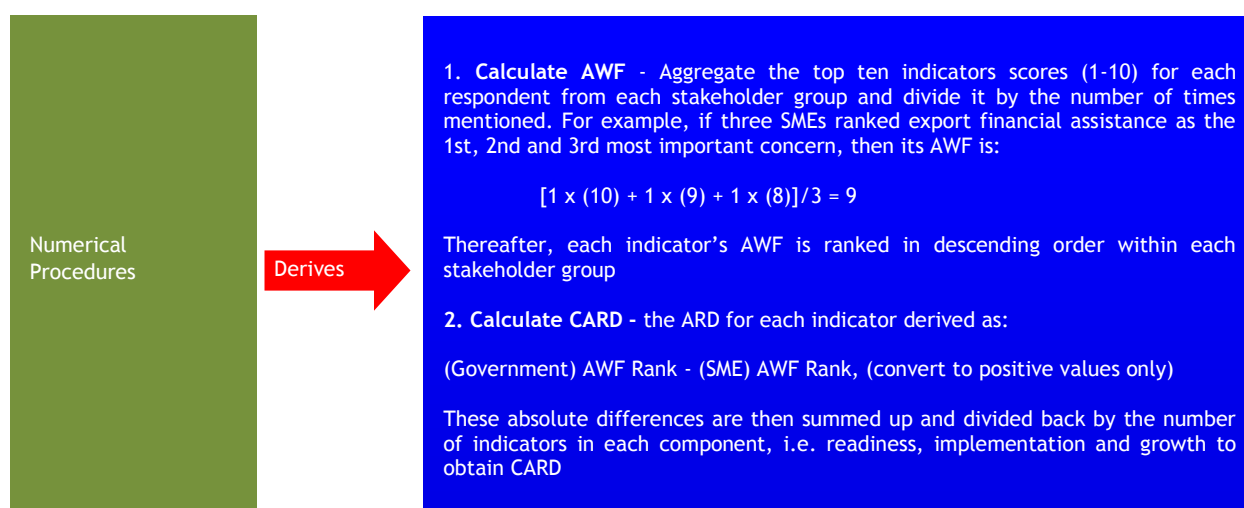 Numerical
Procedures
Derives
1. Calculate AWF - Aggregate the top ten indicators scores (1-10) for each
respondent from each stakeholder group and divide it by the number of times
mentioned. For example, if three SMEs ranked export financial assistance as the
1st, 2nd and 3rd most important concern, then its AWF is:
[1 x (10) + 1 x (9) + 1 x (8)]/3 = 9
Thereafter, each indicator’s AWF is ranked in descending order within each
stakeholder group
2. Calculate CARD - the ARD for each indicator derived as:
(Government) AWF Rank - (SME) AWF Rank, (convert to positive values only)
These absolute differences are then summed up and divided back by the number
of indicators in each component, i.e. readiness, implementation and growth to
obtain CARD